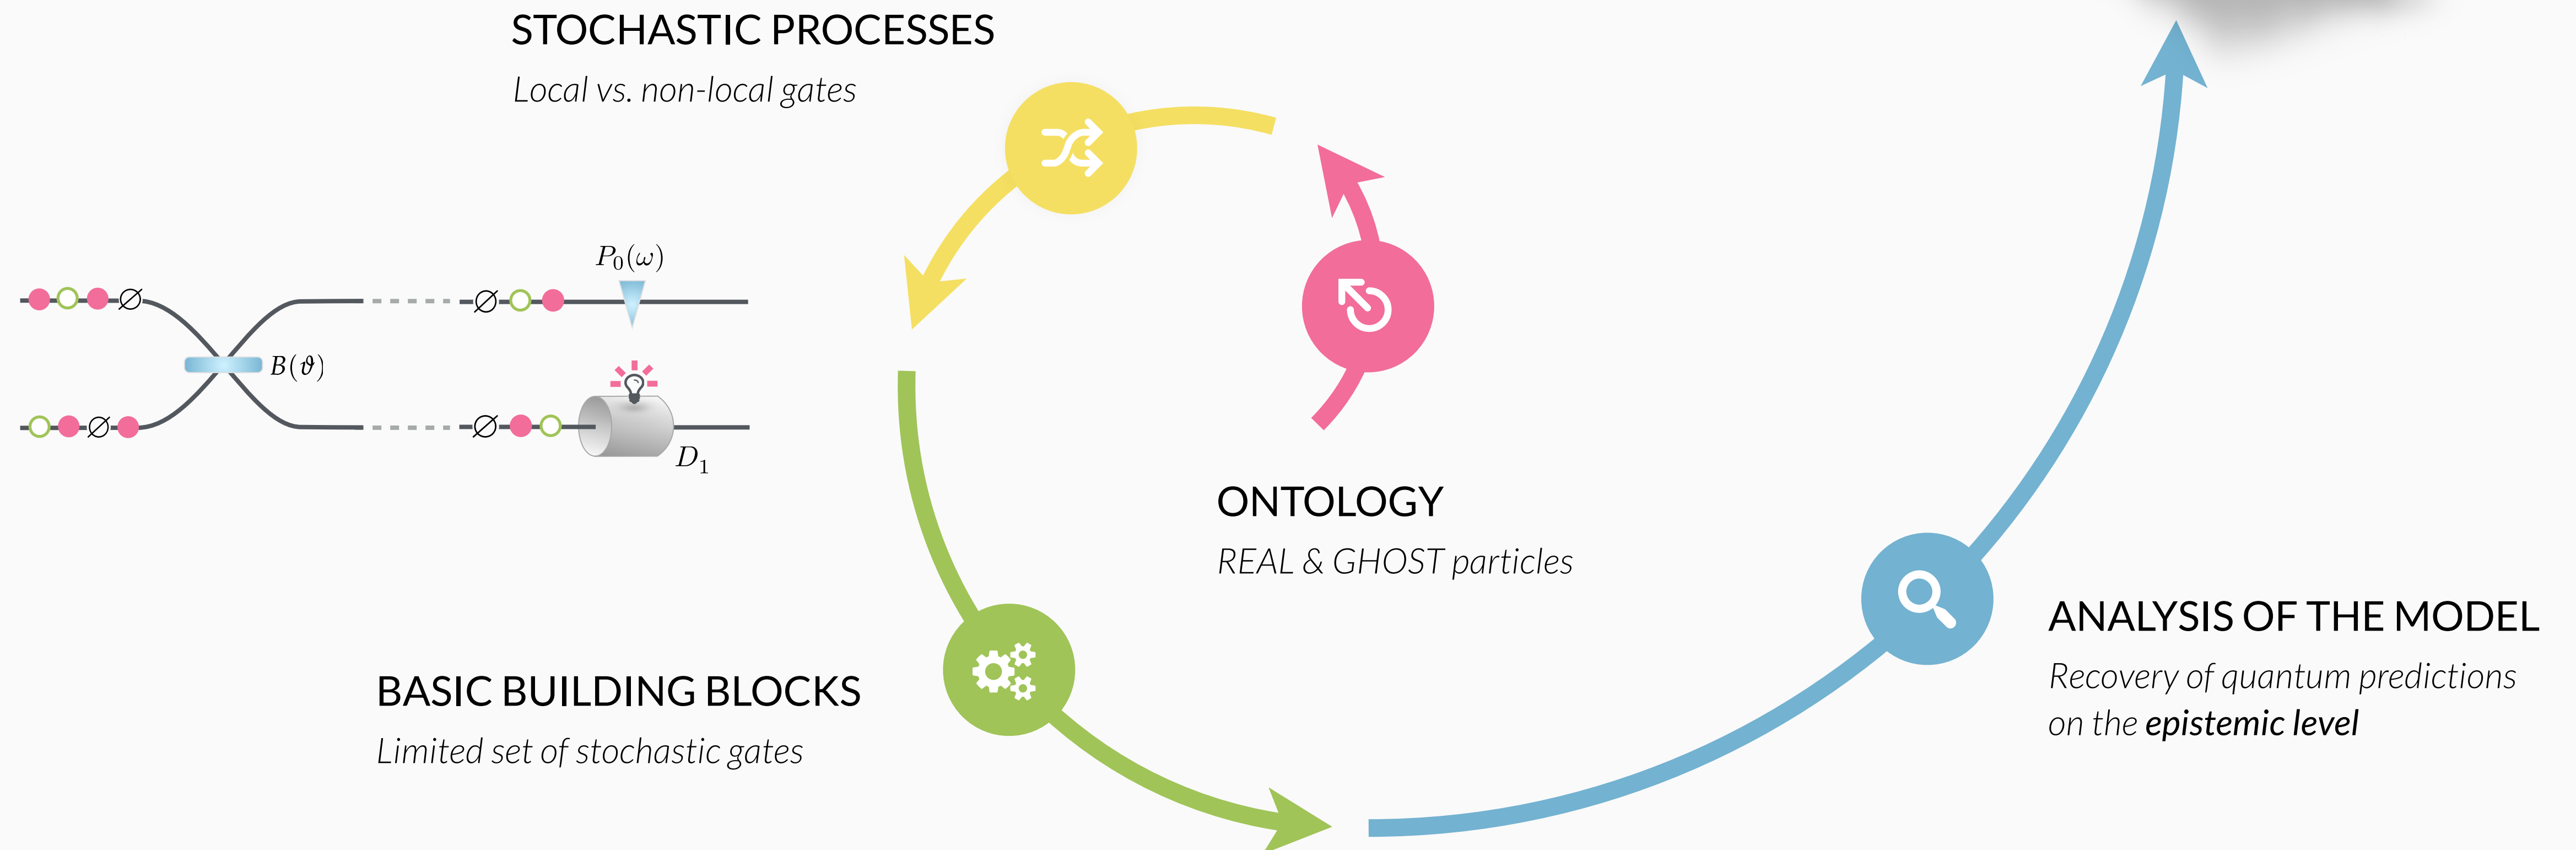 STOCHASTIC PROCESSES
Local vs. non-local gates
P₀(ω)
B(ϑ)
D₁
ONTOLOGY
REAL & GHOST particles
BASIC BUILDING BLOCKS
Limited set of stochastic gates
ANALYSIS OF THE MODEL
Recovery of quantum predictions
on the epistemic level